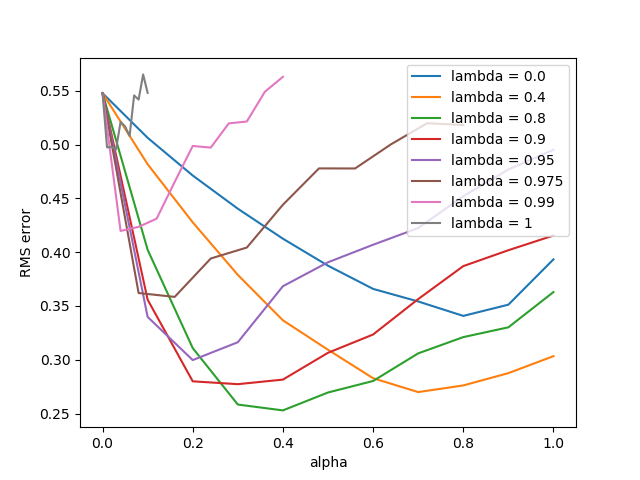 0.55
0.50
0.45
0.40
0.35
0.30
0.25
RMS error
0.0
0.2
0.4
0.6
0.8
1.0
alpha
lambda = 0.0
lambda = 0.4
lambda = 0.8
lambda = 0.9
lambda = 0.95
lambda = 0.975
lambda = 0.99
lambda = 1